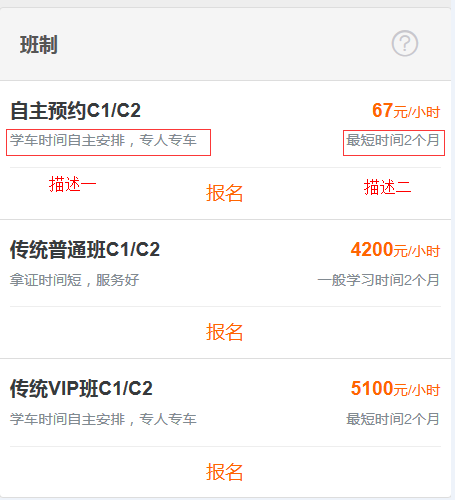 班制
?
自主预约C1/C2 67元/小时
学车时间自主安排，专人专车 最短时间2个月
描述一 描述二
报名
传统普通班C1/C2 4200元/小时
拿证时间短，服务好 一般学习时间2个月
报名
传统VIP班C1/C2 5100元/小时
学车时间自主安排，专人专车 最短时间2个月
报名